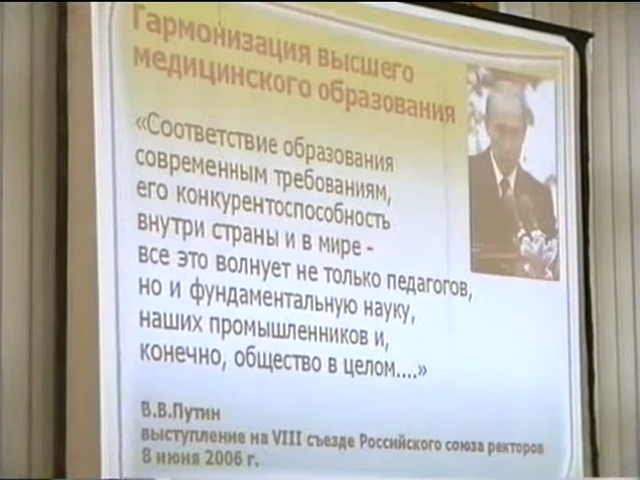 Гармонизация высшего
медицинского образования
«Соответствие образования
современным требованиям,
его конкурентоспособность
внутри страны и в мире -
все это волнует не только педагогов,
но и фундаментальную науку,
наших промышленников и,
конечно, общество в целом....»
В.В.Путин
выступление на VIII съезде Российского союза ректоров
8 июня 2006 г.